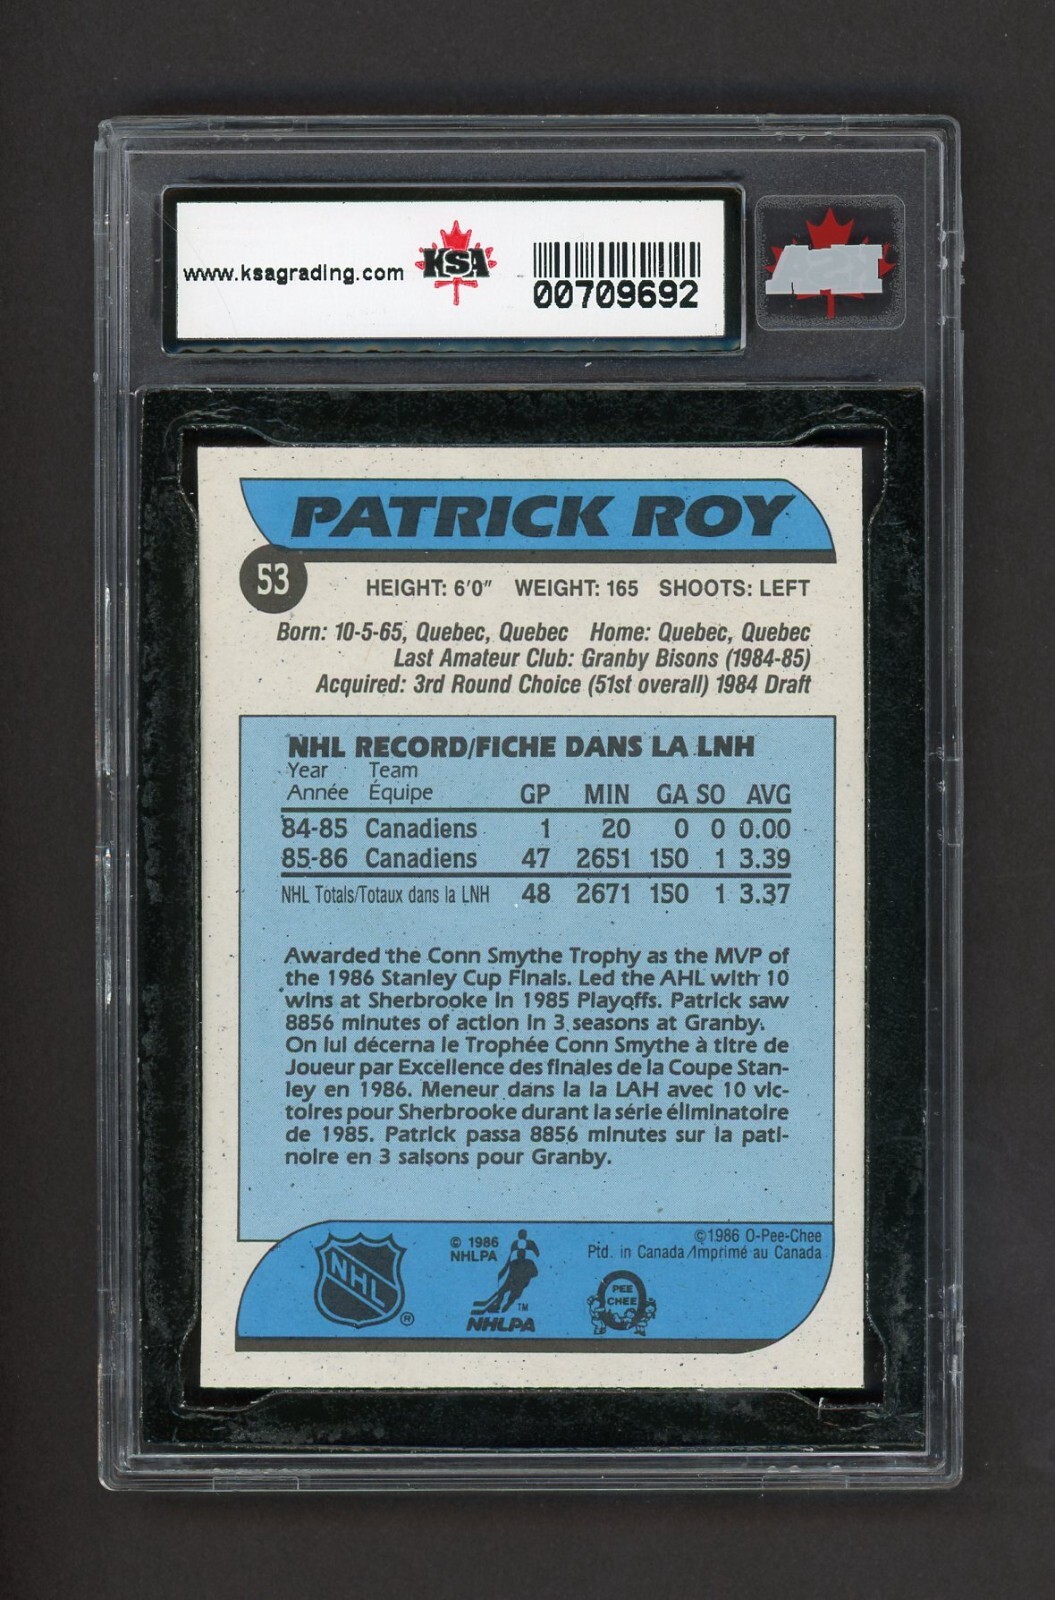 www.ksagrading.com
KSA
00709692
PATRICK ROY
53
HEIGHT: 6'0" WEIGHT: 165 SHOOTS: LEFT
Born: 10-5-65, Quebec, Quebec Home: Quebec, Quebec
Last Amateur Club: Granby Bisons (1984-85)
Acquired: 3rd Round Choice (51st overall) 1984 Draft
NHL RECORD/FICHE DANS LA LNH
Year Team
Année Équipe GP MIN GA SO AVG
84-85 Canadiens 1 20 0 0 0.00
85-86 Canadiens 47 2651 150 1 3.39
NHL Totals/Totaux dans la LNH 48 2671 150 1 3.37
Awarded the Conn Smythe Trophy as the MVP of
the 1986 Stanley Cup Finals. Led the AHL with 10
wins at Sherbrooke in 1985 Playoffs. Patrick saw
8856 minutes of action in 3 seasons at Granby.
On lui décerna le Trophée Conn Smythe à titre de
Joueur par Excellence des finales de la Coupe Stan-
ley en 1986. Meneur dans la la LAH avec 10 vic-
toires pour Sherbrooke durant la série éliminatoire
de 1985. Patrick passa 8856 minutes sur la pati-
noire en 3 saisons pour Granby.
NHL
®
© 1986
NHLPA
TM
NHLPA
©1986 O-Pee-Chee
Ptd. in Canada/Imprimé au Canada
PEE
CHEE